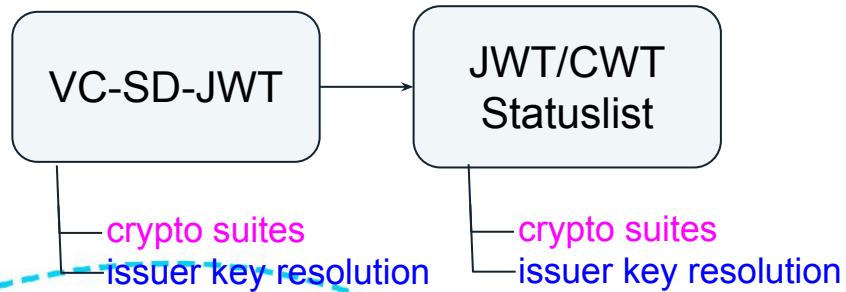 VC-SD-JWT
JWT/CWT
Statuslist
crypto suites
issuer key resolution
crypto suites
issuer key resolution